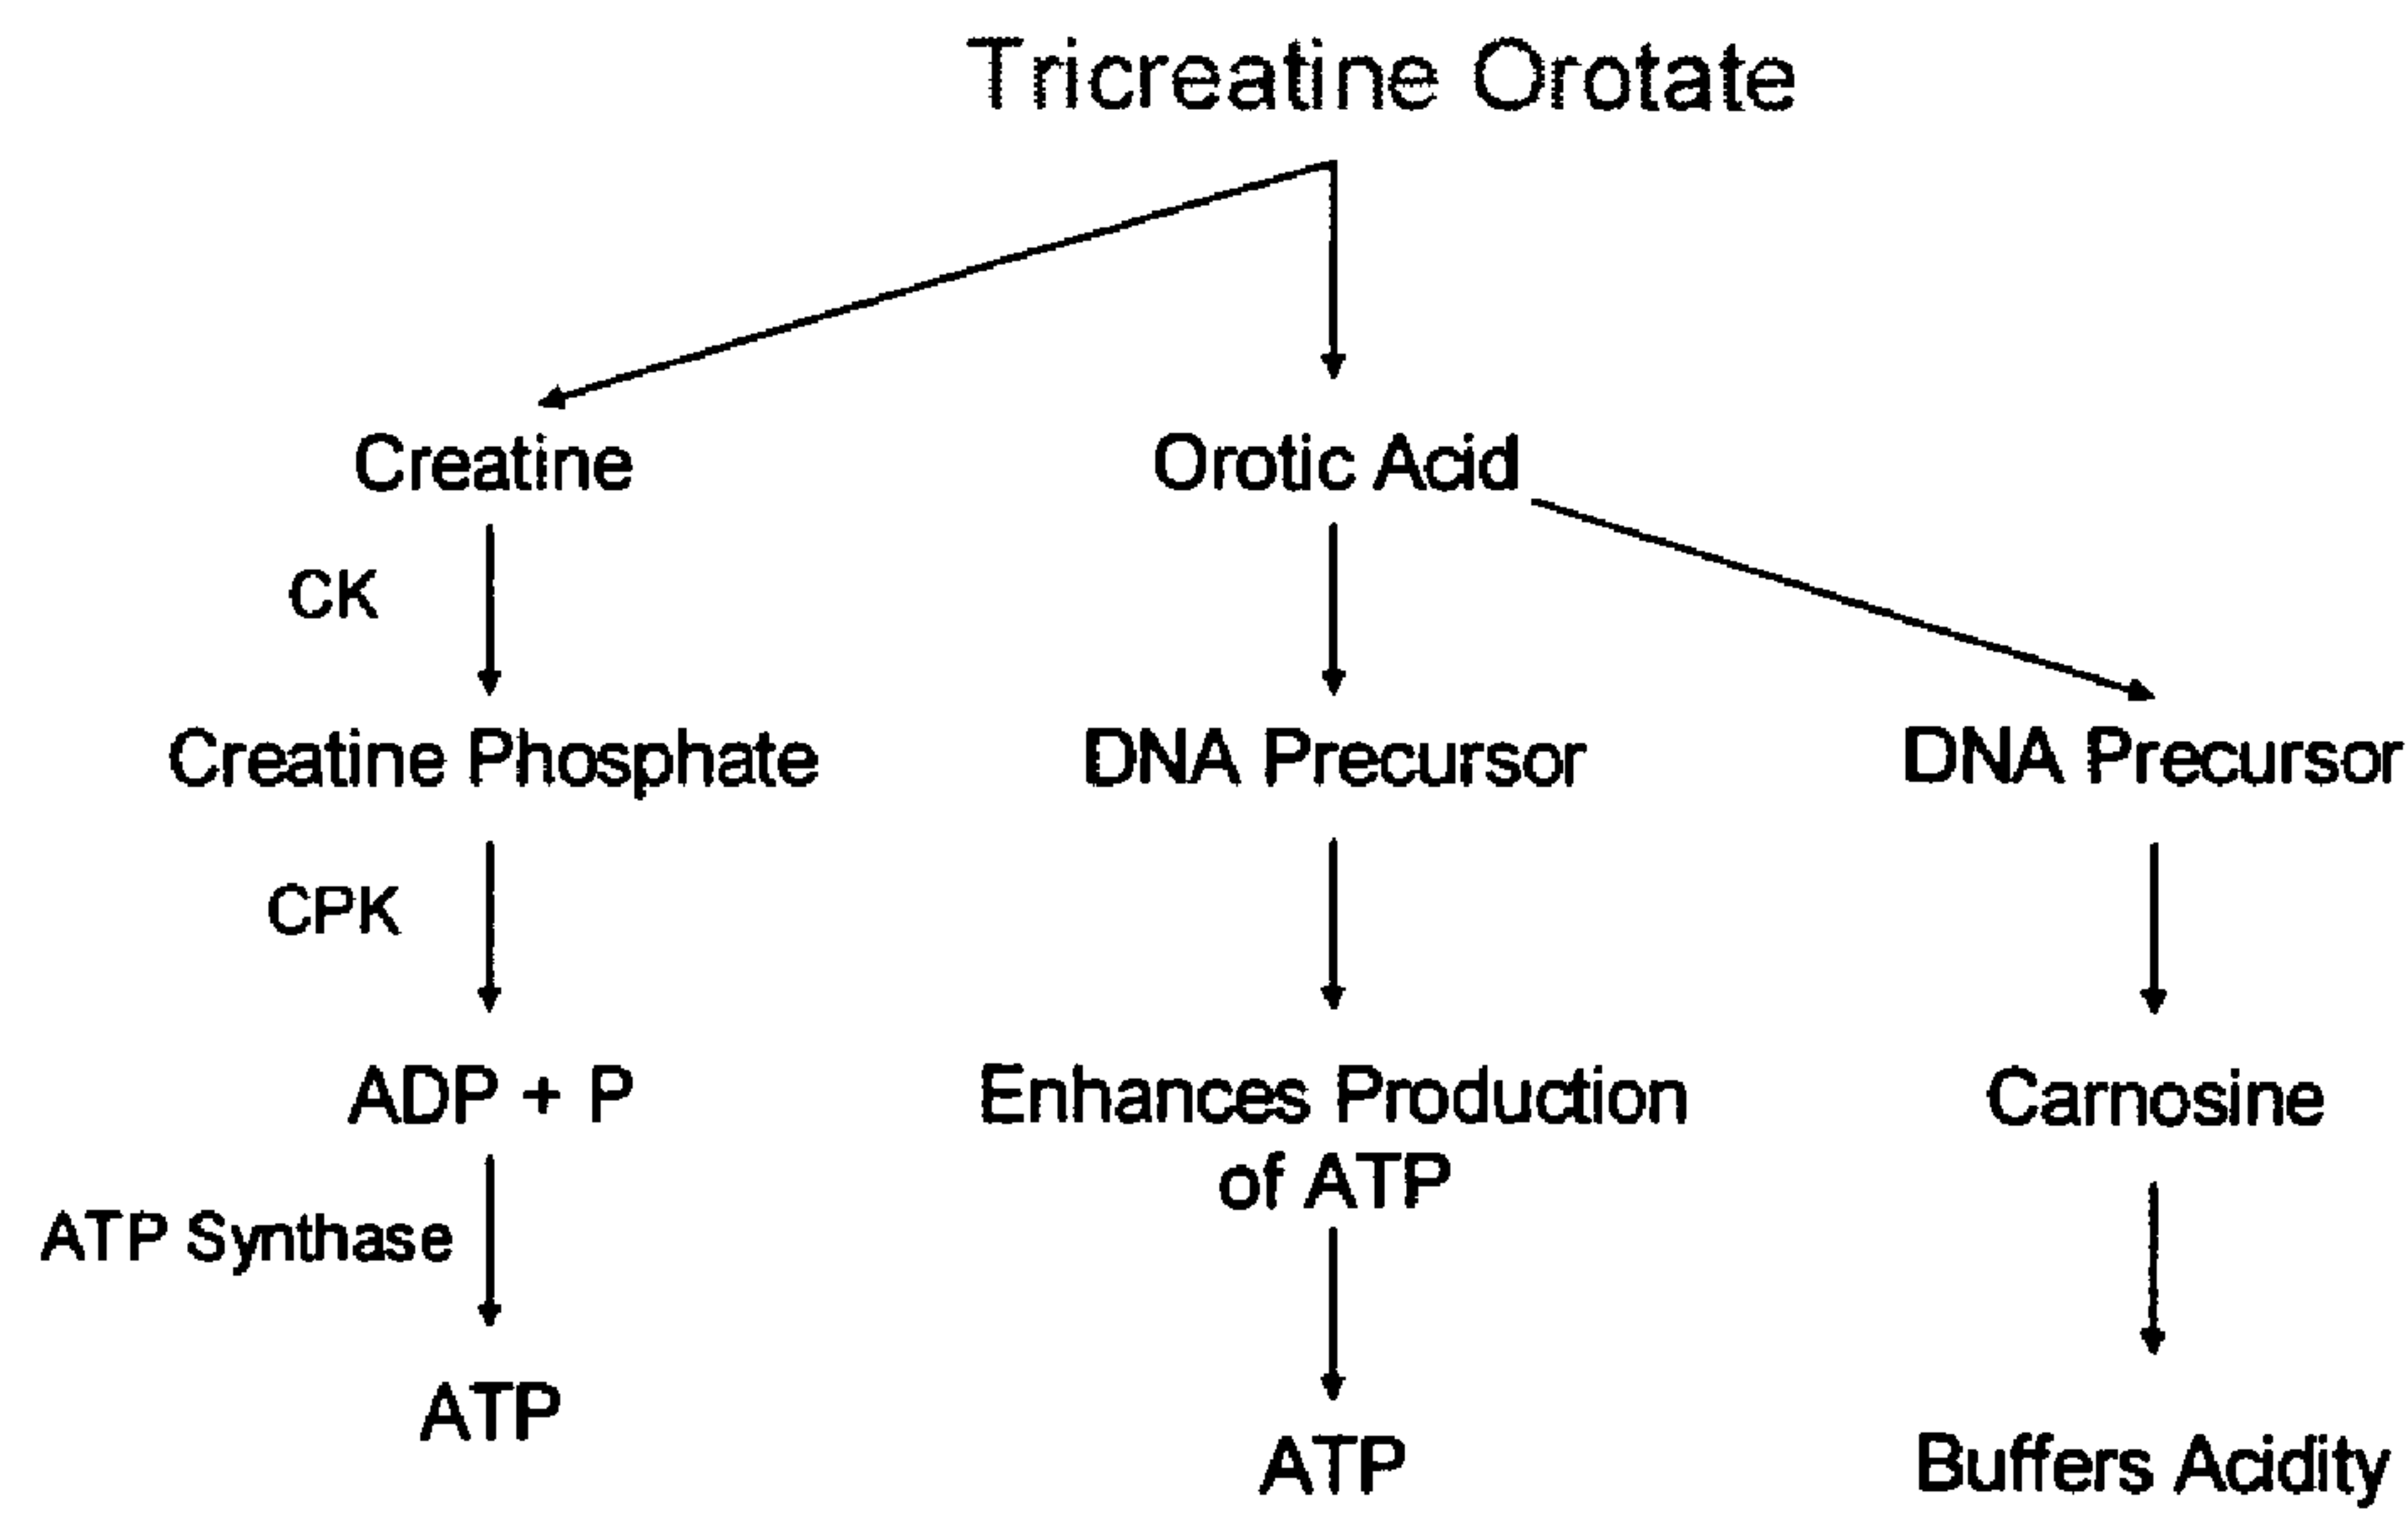 Tricreatine Orotate
Creatine
Orotic Acid
CK
Creatine Phosphate
DNA Precursor
DNA Precursor
CPK
ADP + P
Enhances Production
of ATP
Carnosine
ATP Synthase
ATP
ATP
Buffers Acidity